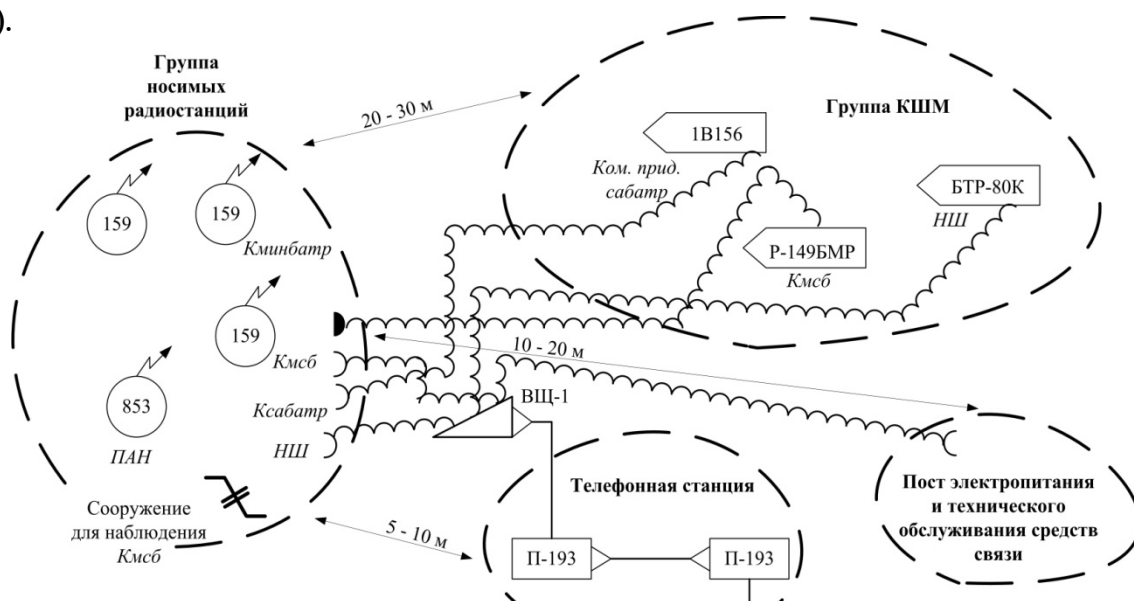 ).
Группа
носимых
радиостанций
20 - 30 м
Группа КШМ
1В156
Ком. прид.
сабатр
БТР-80К
НШ
Р-149БМР
Кмсб
159
159
Кминбатр
159
Кмсб
853
ПАН
Ксабатр
НШ
10 - 20 м
ВЩ-1
Сооружение
для наблюдения
Кмсб
5 - 10 м
Телефонная станция
П-193
П-193
Пост электропитания
и технического
обслуживания средств
связи